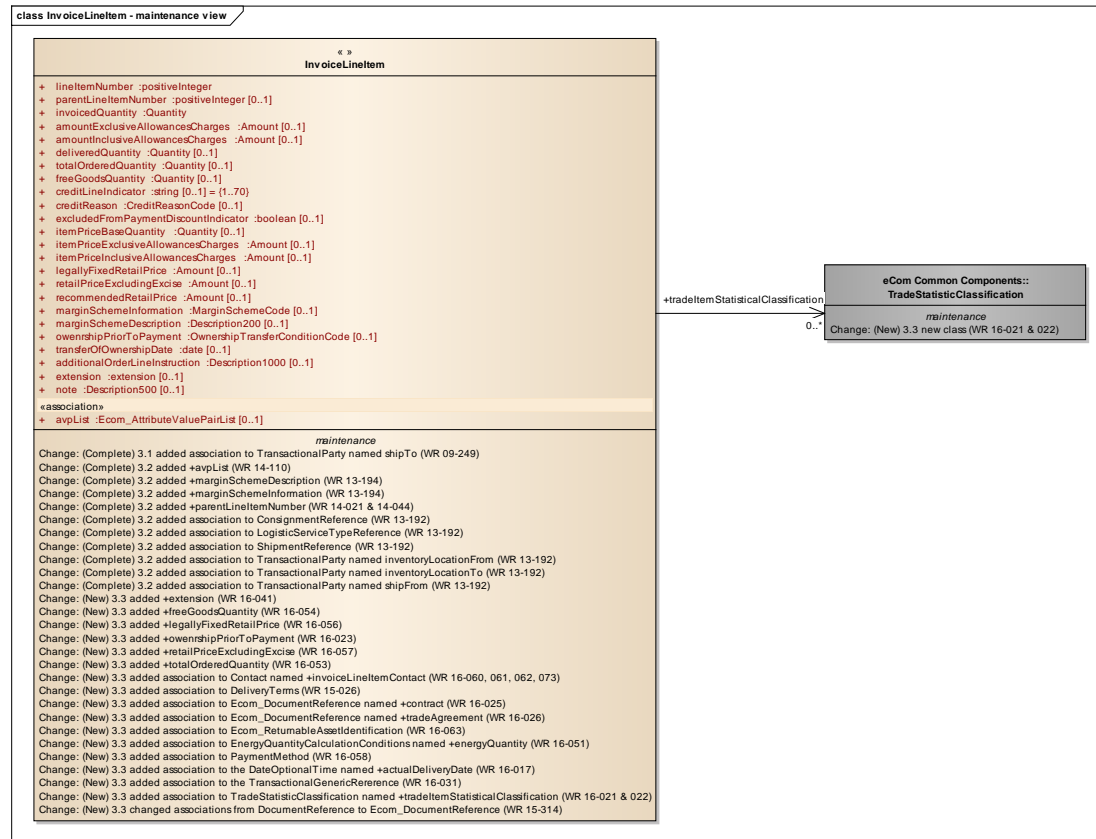 class InvoiceLineItem - maintenance view
« »
InvoiceLineItem
+ lineItemNumber :positiveInteger
+ parentLineItemNumber :positiveInteger [0..1]
+ invoicedQuantity :Quantity
+ amountExclusiveAllowancesCharges :Amount [0..1]
+ amountInclusiveAllowancesCharges :Amount [0..1]
+ deliveredQuantity :Quantity [0..1]
+ totalOrderedQuantity :Quantity [0..1]
+ freeGoodsQuantity :Quantity [0..1]
+ creditLineIndicator :string [0..1] = {1..70}
+ creditReason :CreditReasonCode [0..1]
+ excludedFromPaymentDiscountIndicator :boolean [0..1]
+ itemPriceBaseQuantity :Quantity [0..1]
+ itemPriceExclusiveAllowancesCharges :Amount [0..1]
+ itemPriceInclusiveAllowancesCharges :Amount [0..1]
+ legallyFixedRetailPrice :Amount [0..1]
+ retailPriceExcludingExcise :Amount [0..1]
+ recommendedRetailPrice :Amount [0..1]
+ marginSchemeInformation :MarginSchemeCode [0..1]
+ marginSchemeDescription :Description200 [0..1]
+ owenrshipPriorToPayment :OwnershipTransferConditionCode [0..1]
+ transferOfOwnershipDate :date [0..1]
+ additionalOrderLineInstruction :Description1000 [0..1]
+ extension :extension [0..1]
+ note :Description500 [0..1]
«association»
+ avpList :Ecom_AttributeValuePairList [0..1]
maintenance
Change: (Complete) 3.1 added association to TransactionalParty named shipTo (WR 09-249)
Change: (Complete) 3.2 added +avpList (WR 14-110)
Change: (Complete) 3.2 added +marginSchemeDescription (WR 13-194)
Change: (Complete) 3.2 added +marginSchemeInformation (WR 13-194)
Change: (Complete) 3.2 added +parentLineItemNumber (WR 14-021 & 14-044)
Change: (Complete) 3.2 added association to ConsignmentReference (WR 13-192)
Change: (Complete) 3.2 added association to LogisticServiceTypeReference (WR 13-192)
Change: (Complete) 3.2 added association to ShipmentReference (WR 13-192)
Change: (Complete) 3.2 added association to TransactionalParty named inventoryLocationFrom (WR 13-192)
Change: (Complete) 3.2 added association to TransactionalParty named inventoryLocationTo (WR 13-192)
Change: (Complete) 3.2 added association to TransactionalParty named shipFrom (WR 13-192)
Change: (New) 3.3 added +extension (WR 16-041)
Change: (New) 3.3 added +freeGoodsQuantity (WR 16-054)
Change: (New) 3.3 added +legallyFixedRetailPrice (WR 16-056)
Change: (New) 3.3 added +owenrshipPriorToPayment (WR 16-023)
Change: (New) 3.3 added +retailPriceExcludingExcise (WR 16-057)
Change: (New) 3.3 added +totalOrderedQuantity (WR 16-053)
Change: (New) 3.3 added association to Contact named +invoiceLineItemContact (WR 16-060, 061, 062, 073)
Change: (New) 3.3 added association to DeliveryTerms (WR 15-026)
Change: (New) 3.3 added association to Ecom_DocumentReference named +contract (WR 16-025)
Change: (New) 3.3 added association to Ecom_DocumentReference named +tradeAgreement (WR 16-026)
Change: (New) 3.3 added association to Ecom_ReturnableAssetIdentification (WR 16-063)
Change: (New) 3.3 added association to EnergyQuantityCalculationConditions named +energyQuantity (WR 16-051)
Change: (New) 3.3 added association to PaymentMethod (WR 16-058)
Change: (New) 3.3 added association to the DateOptionalTime named +actualDeliveryDate (WR 16-017)
Change: (New) 3.3 added association to the TransactionalGenericRererence (WR 16-031)
Change: (New) 3.3 added association to TradeStatisticClassification named +tradeItemStatisticalClassification (WR 16-021 & 022)
Change: (New) 3.3 changed associations from DocumentReference to Ecom_DocumentReference (WR 15-314)
+tradeItemStatisticalClassification
0..*
eCom Common Components::
TradeStatisticClassification
maintenance
Change: (New) 3.3 new class (WR 16-021 & 022)